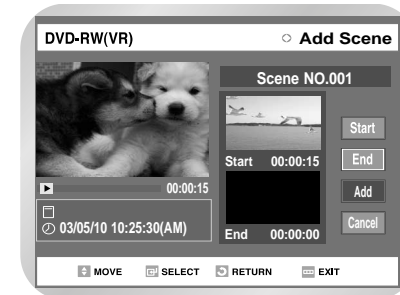 DVD-RW(VR)
Add Scene
Scene NO.001
Start 00:00:15
00:00:15
03/05/10 10:25:30(AM)
End 00:00:00
Start
End
Add
Cancel
MOVE SELECT RETURN EXIT